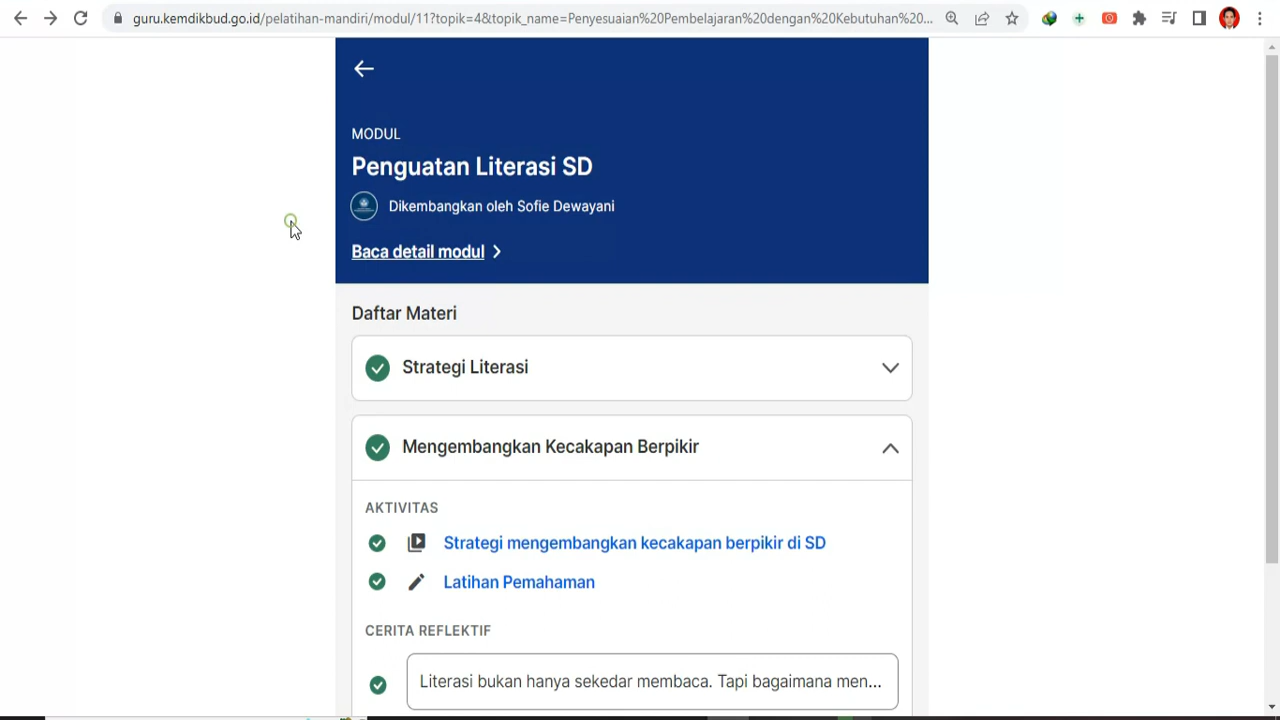 guru.kemdikbud.go.id/pelatihan-mandiri/modul/11?topik=4&topik_name=Penyesuaian%20Pembelajaran%20dengan%20Kebutuhan%20...
MODUL
Penguatan Literasi SD
Dikembangkan oleh Sofie Dewayani
Baca detail modul
Daftar Materi
Strategi Literasi
Mengembangkan Kecakapan Berpikir
AKTIVITAS
Strategi mengembangkan kecakapan berpikir di SD
Latihan Pemahaman
CERITA REFLEKTIF
Literasi bukan hanya sekedar membaca. Tapi bagaimana men...